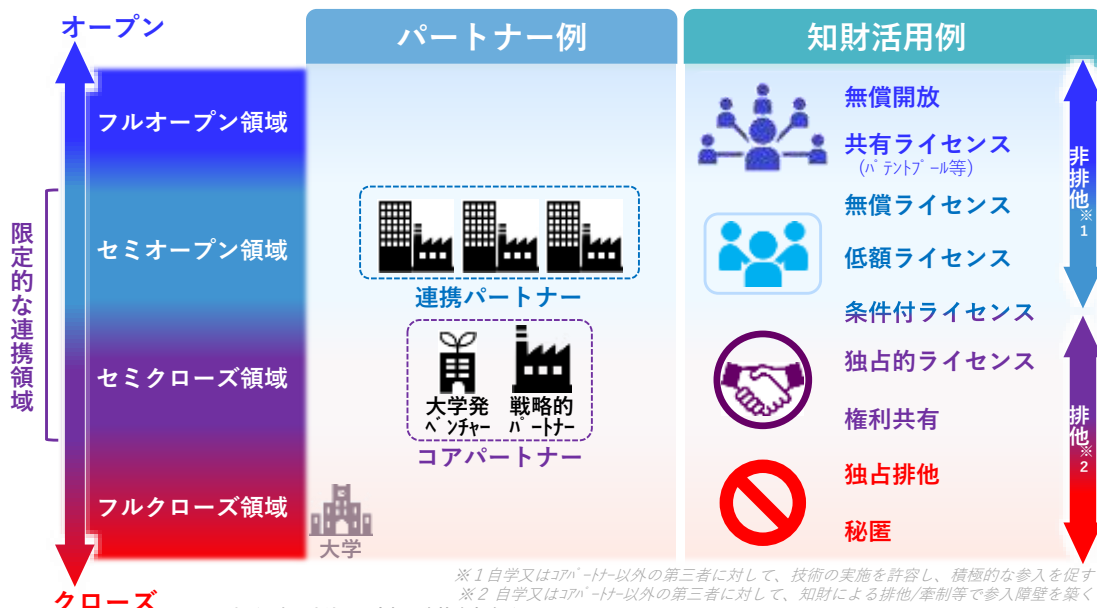 オープン
パートナー例
知財活用例
フルオープン領域
セミオープン領域
セミクローズ領域
フルクローズ領域
限定的な連携領域
連携パートナー
大学発
ベンチャー
戦略的
パートナー
コアパートナー
大学
無償開放
共有ライセンス
(パテントプール等)
無償ライセンス
低額ライセンス
条件付ライセンス
独占的ライセンス
権利共有
独占排他
秘匿
非排他※1
排他※2
クローズ
※1 自学又はコアパートナー以外の第三者に対して、技術の実施を許容し、積極的な参入を促す
※2 自学又はコアパートナー以外の第三者に対して、知財による排他/牽制等で参入障壁を築く